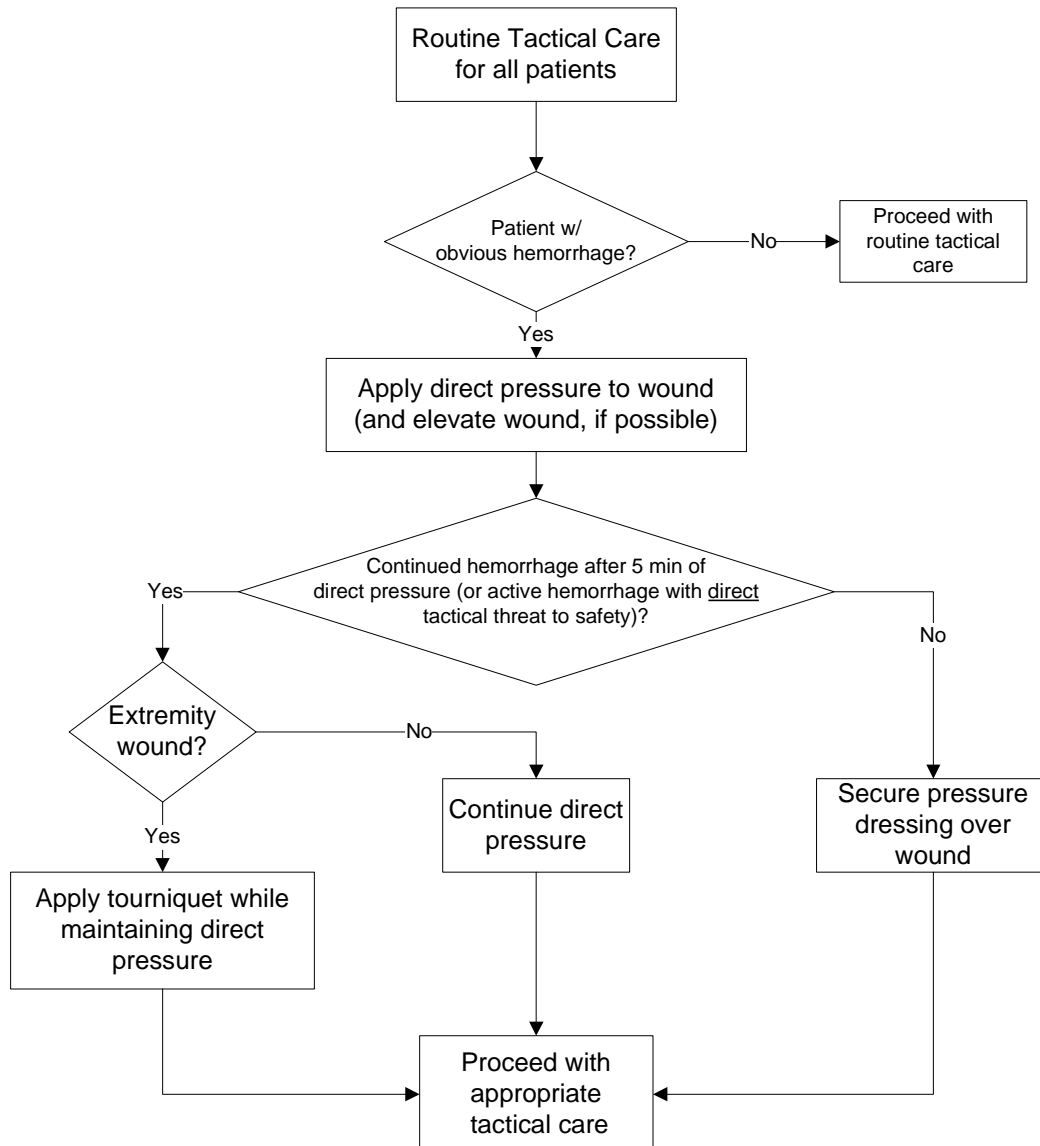 Routine Tactical Care
for all patients
Patient w/
obvious hemorrhage?
No
Proceed with
routine tactical
care
Yes
Apply direct pressure to wound
(and elevate wound, if possible)
Continued hemorrhage after 5 min of
direct pressure (or active hemorrhage with direct
tactical threat to safety)?
Yes
No
Extremity
wound?
No
Yes
Continue direct
pressure
Secure pressure
dressing over
wound
Apply tourniquet while
maintaining direct
pressure
Proceed with
appropriate
tactical care